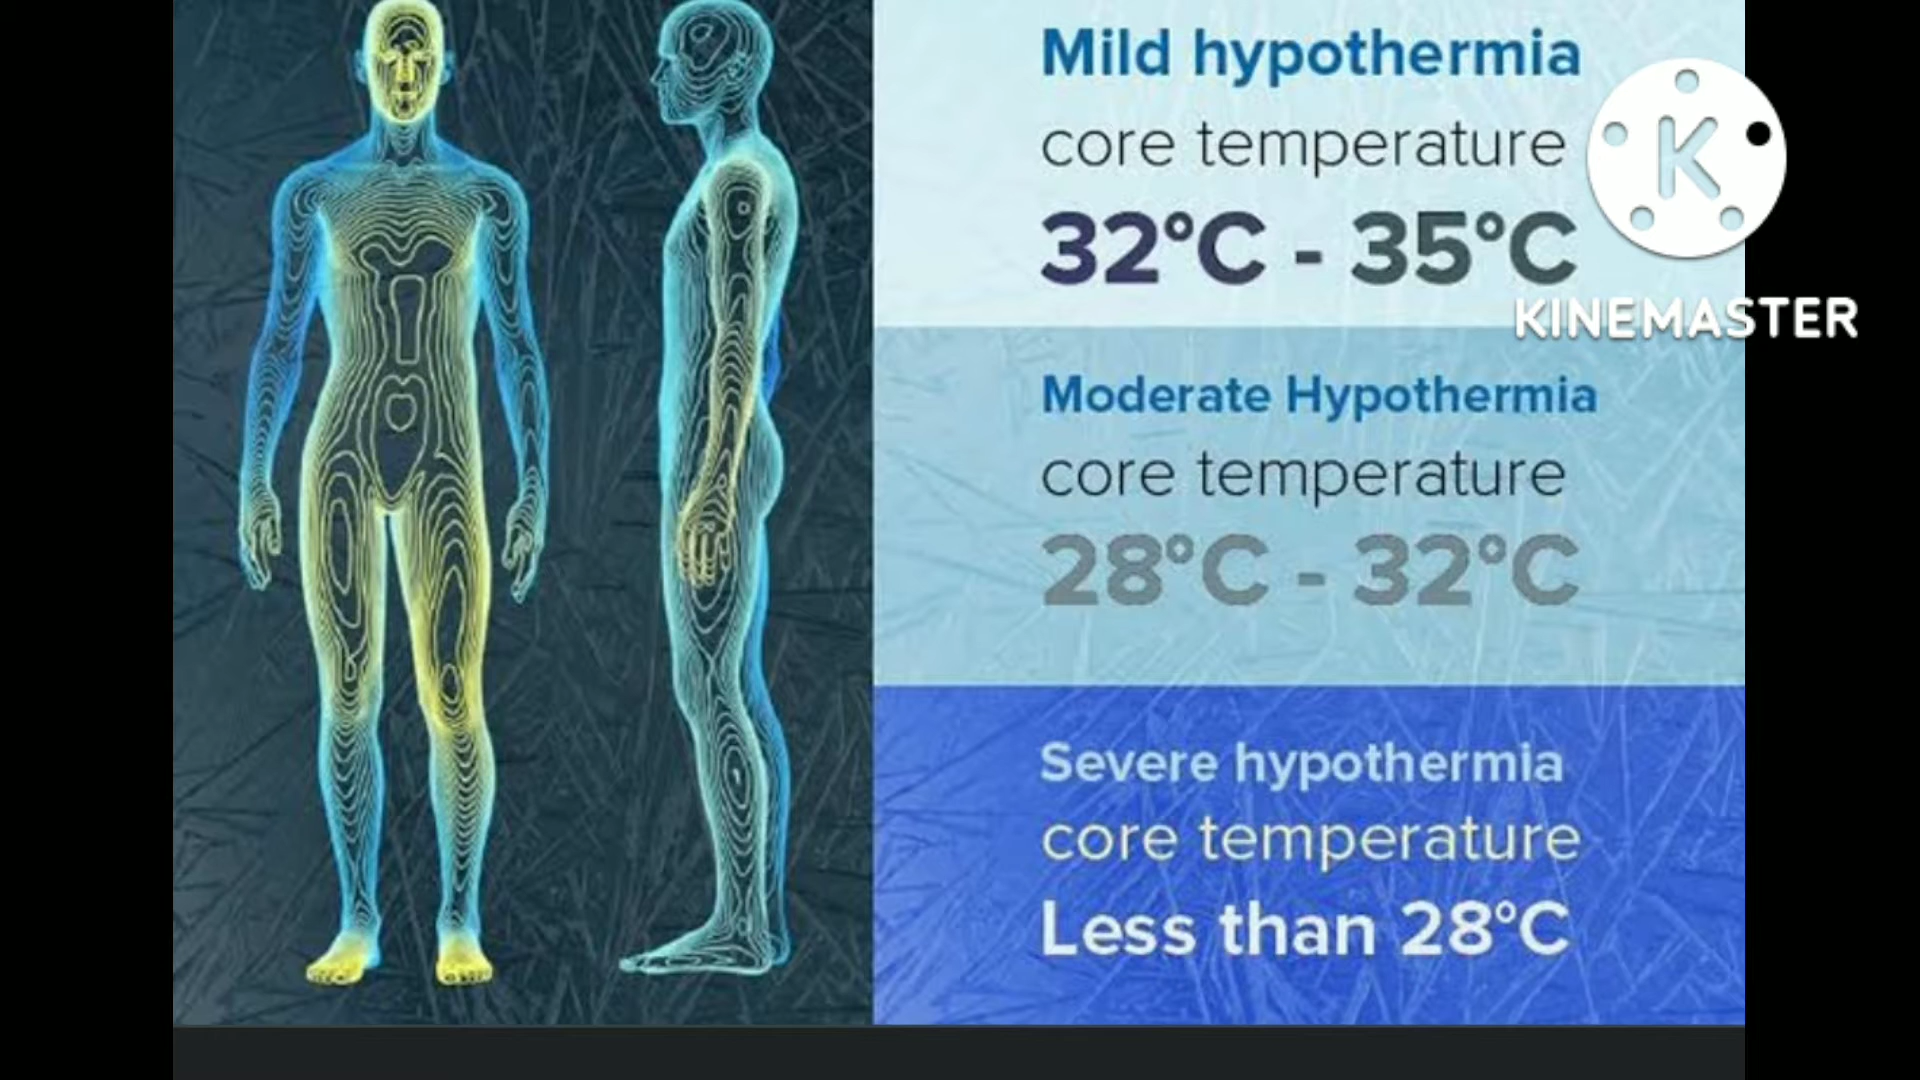 Mild hypothermia
core temperature
32°C - 35°C
K
KINEMASTER
Moderate Hypothermia
core temperature
28°C - 32°C
Severe hypothermia
core temperature
Less than 28°C